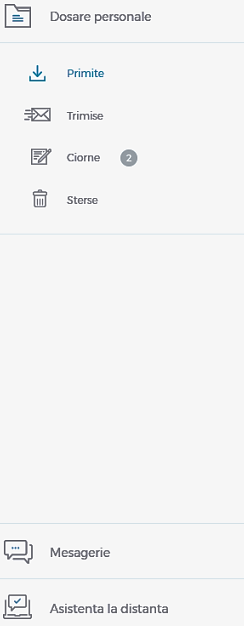 Dosare personale
Primite
Trimise
Ciorne 2
Sterse
Mesagerie
Asistenta la distanta